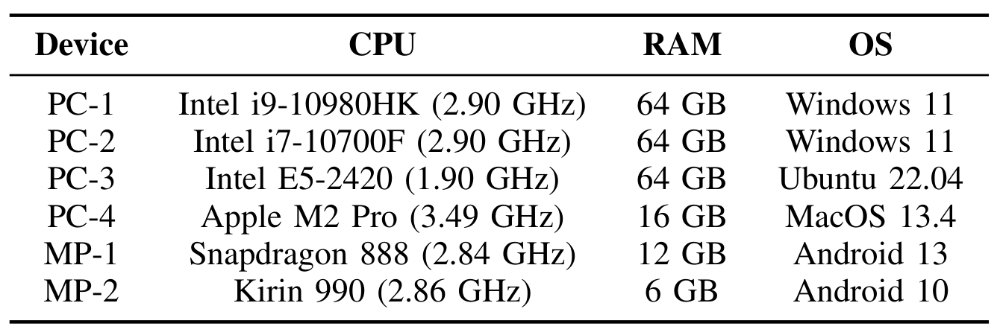 Device CPU RAM OS
PC-1 Intel i9-10980HK (2.90 GHz) 64 GB Windows 11
PC-2 Intel i7-10700F (2.90 GHz) 64 GB Windows 11
PC-3 Intel E5-2420 (1.90 GHz) 64 GB Ubuntu 22.04
PC-4 Apple M2 Pro (3.49 GHz) 16 GB MacOS 13.4
MP-1 Snapdragon 888 (2.84 GHz) 12 GB Android 13
MP-2 Kirin 990 (2.86 GHz) 6 GB Android 10